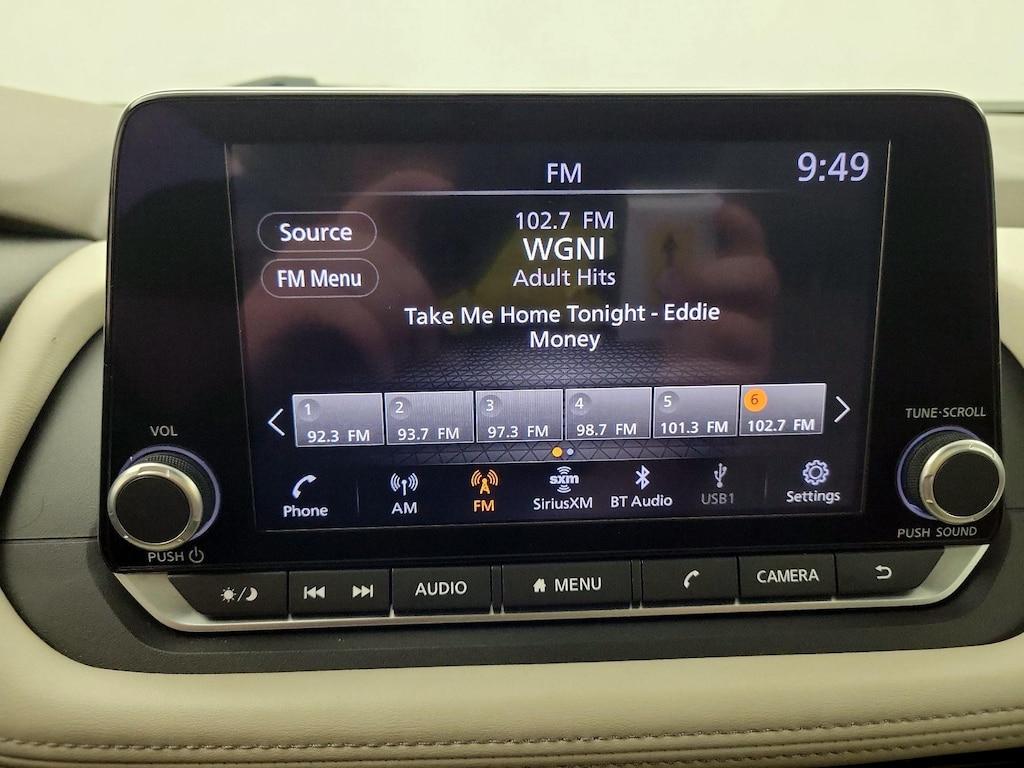 FM
9:49
Source
FM Menu
102.7 FM
WGNI
Adult Hits
Take Me Home Tonight - Eddie
Money
1
92.3 FM
2
93.7 FM
3
97.3 FM
4
98.7 FM
5
101.3 FM
6
102.7 FM
VOL
TUNE·SCROLL
Phone
AM
FM
sxm
SiriusXM
BT Audio
USB1
Settings
PUSH
PUSH SOUND
AUDIO
MENU
CAMERA